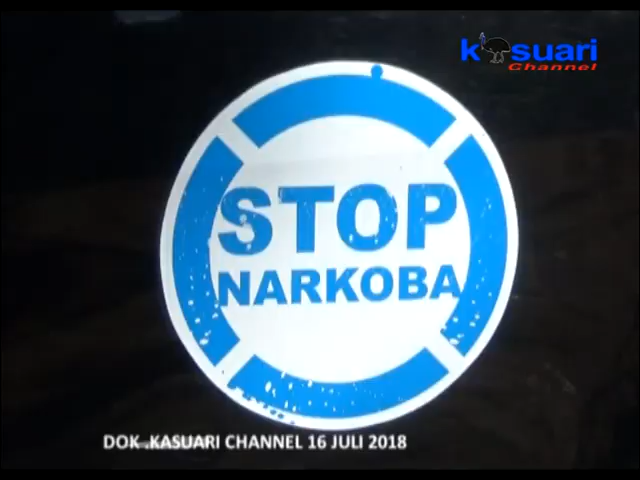 kasuari
Channel
STOP
NARKOBA
DOK .KASUARI CHANNEL 16 JULI 2018